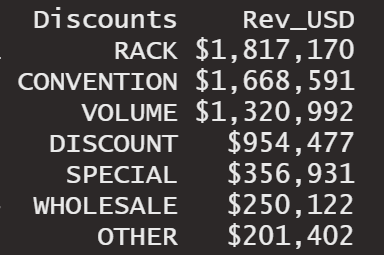 Discounts Rev_USD
RACK $1,817,170
CONVENTION $1,668,591
VOLUME $1,320,992
DISCOUNT $954,477
SPECIAL $356,931
WHOLESALE $250,122
OTHER $201,402